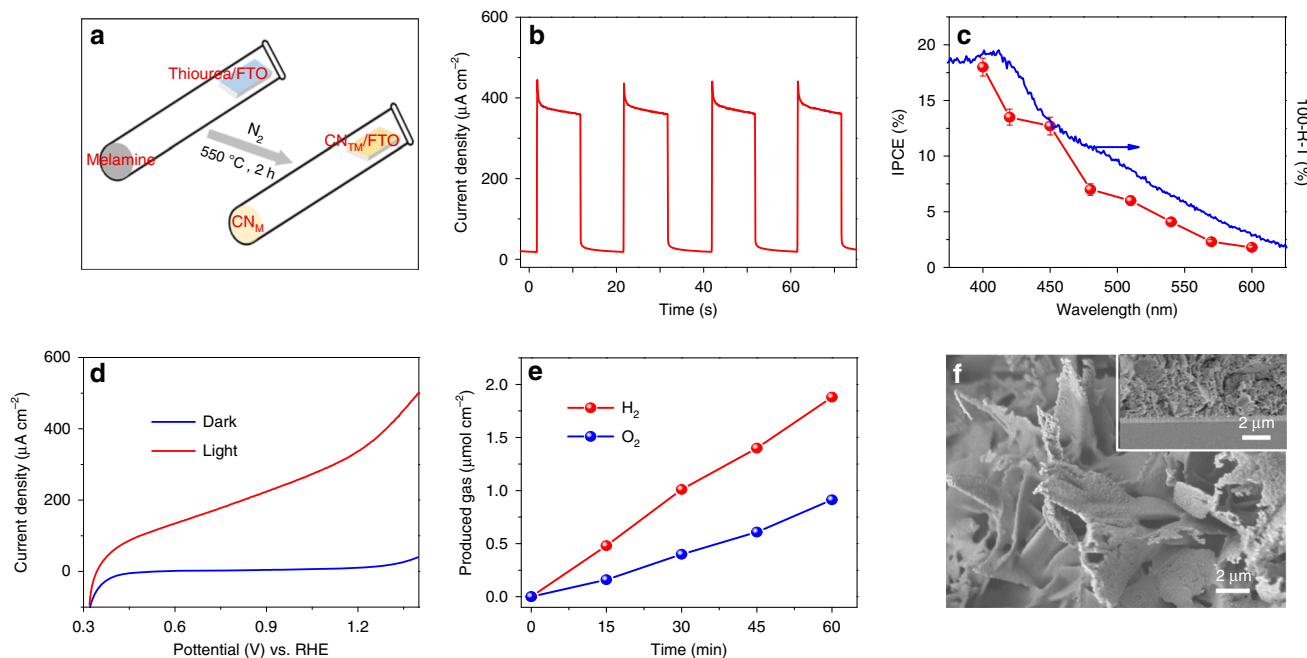 a
Thiourea/FTO
N2
550 °C , 2 h
Melamine
CNTM/FTO
CNM
b
Current density (μA cm−2)
600
400
200
0
0
20
40
60
Time (s)
c
IPCE (%)
20
15
10
5
0
400
450
500
550
600
Wavelength (nm)
100-R-T (%)
d
Current density (μA cm−2)
600
400
200
0
Dark
Light
0.3
0.6
0.9
1.2
Pottential (V) vs. RHE
e
Produced gas (μmol cm−2)
2.0
1.5
1.0
0.5
0.0
H2
O2
0
15
30
45
60
Time (min)
f
2 μm
2 μm